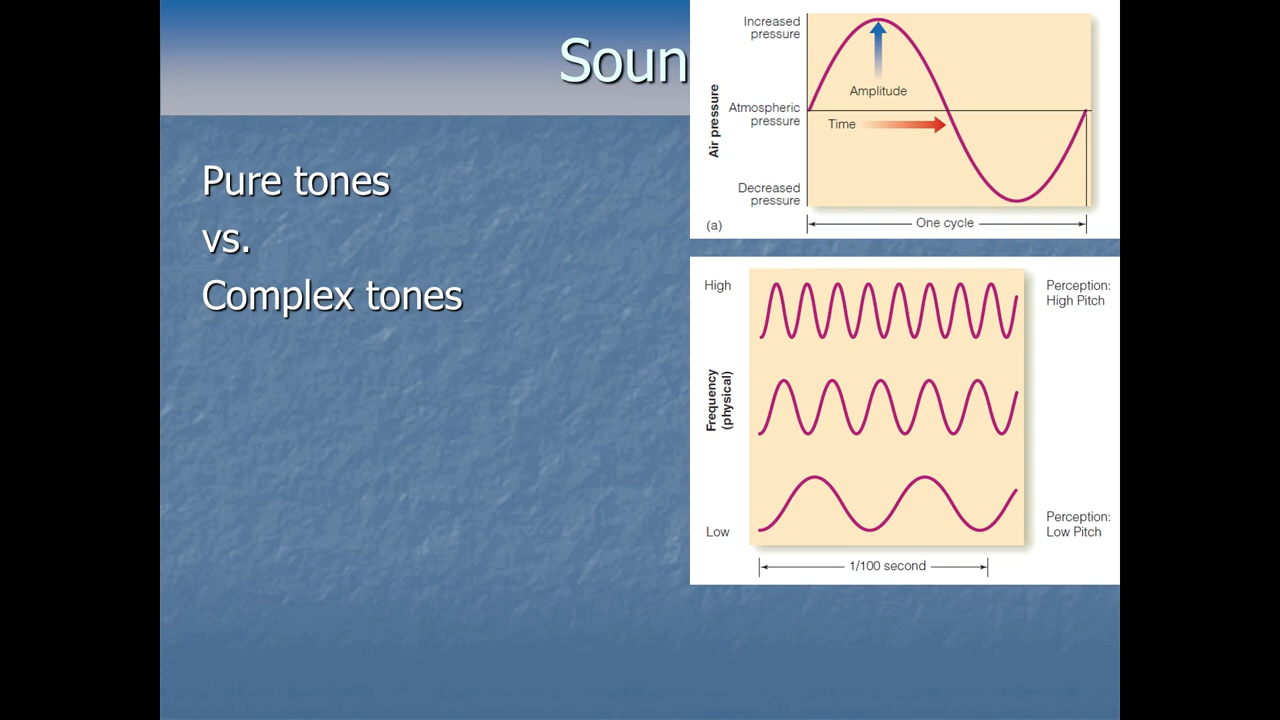 Soun
Pure tones
vs.
Complex tones
Increased
pressure
Amplitude
Atmospheric
pressure
Time
Air pressure
Decreased
pressure
(a)
One cycle
High
Perception:
High Pitch
Frequency
(physical)
Low
Perception:
Low Pitch
1/100 second